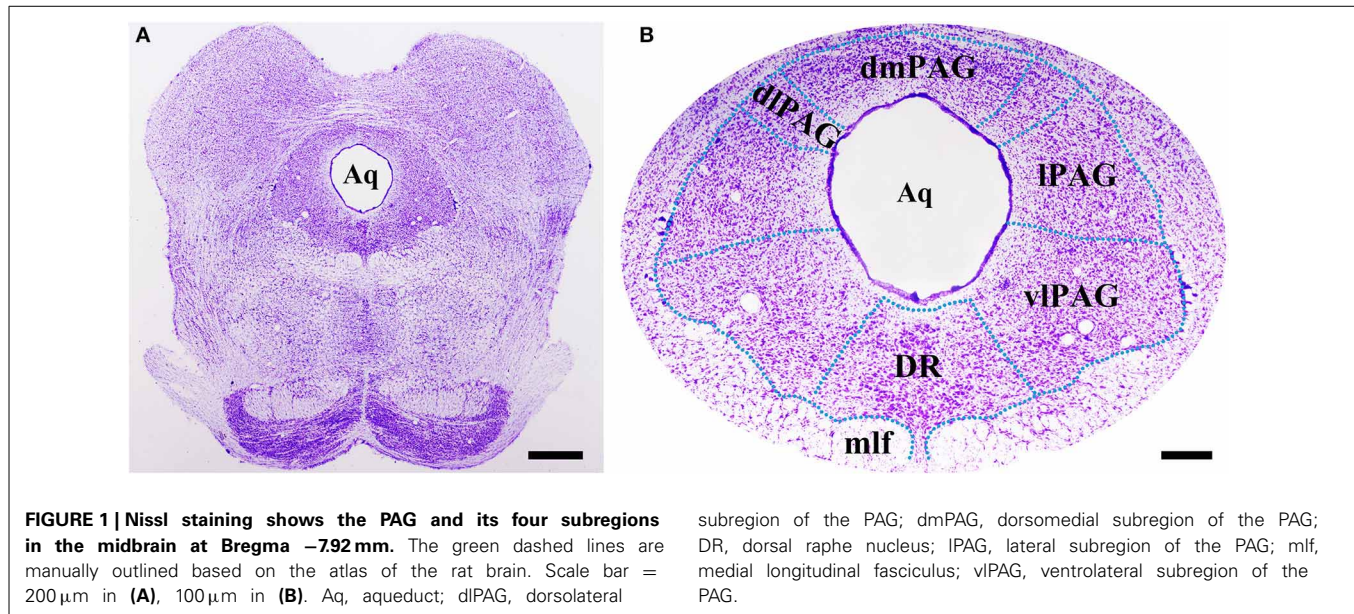 A
B
Aq
dmPAG
dlPAG
lPAG
Aq
vlPAG
DR
mlf
FIGURE 1 | Nissl staining shows the PAG and its four subregions
in the midbrain at Bregma −7.92 mm. The green dashed lines are
manually outlined based on the atlas of the rat brain. Scale bar =
200 μm in (A), 100 μm in (B). Aq, aqueduct; dlPAG, dorsolateral
subregion of the PAG; dmPAG, dorsomedial subregion of the PAG;
DR, dorsal raphe nucleus; lPAG, lateral subregion of the PAG; mlf,
medial longitudinal fasciculus; vlPAG, ventrolateral subregion of the
PAG.